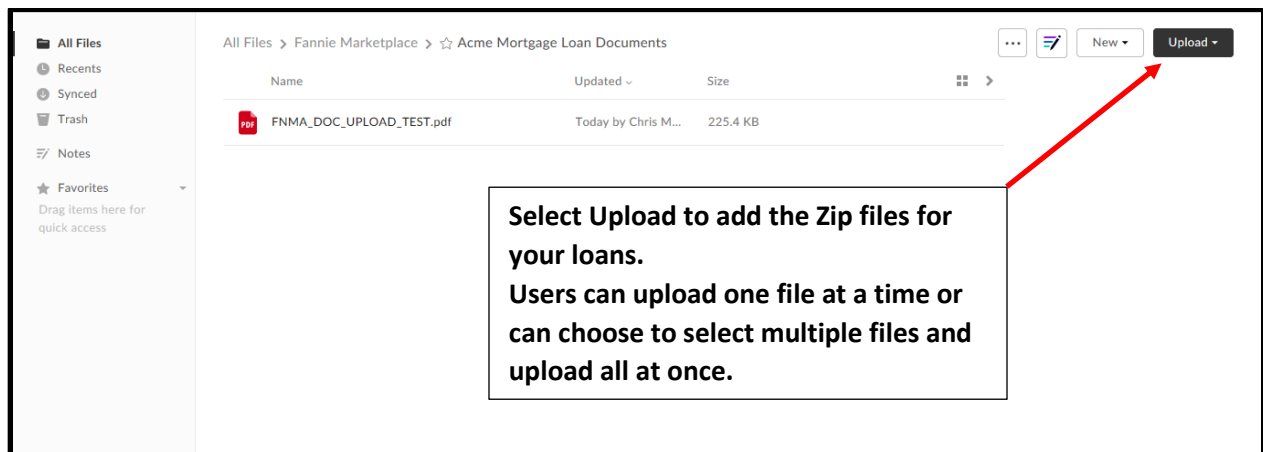 All Files
Recents
Synced
Trash
Notes
Favorites
Drag items here for
quick access
All Files > Fannie Marketplace > ☆ Acme Mortgage Loan Documents
... New Upload
Name Updated Size
PDF FNMA_DOC_UPLOAD_TEST.pdf Today by Chris M... 225.4 KB
Select Upload to add the Zip files for
your loans.
Users can upload one file at a time or
can choose to select multiple files and
upload all at once.